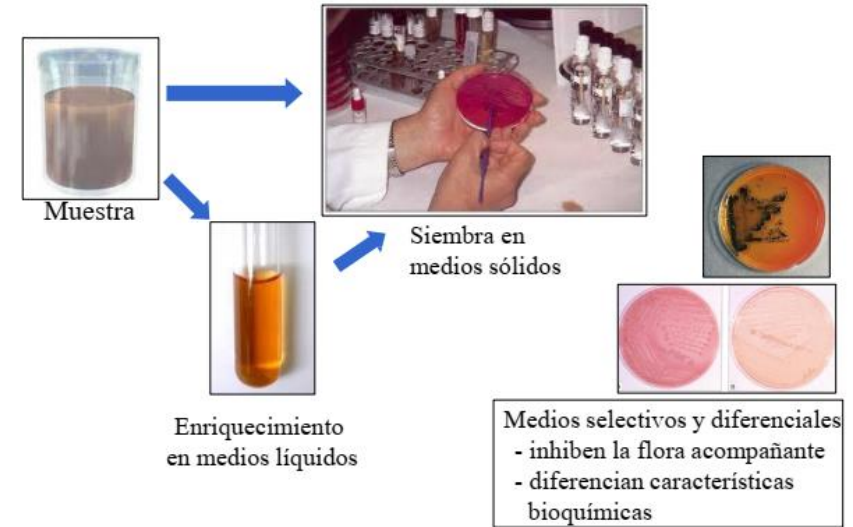 Muestra
Siembra en
medios sólidos
Enriquecimiento
en medios líquidos
Medios selectivos y diferenciales
- inhiben la flora acompañante
- diferencian características
bioquímicas